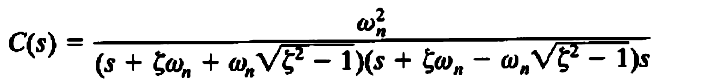 C(s) = ω_n^2 / ((s + ζω_n + ω_n√(ζ^2 − 1))(s + ζω_n − ω_n√(ζ^2 − 1))s)